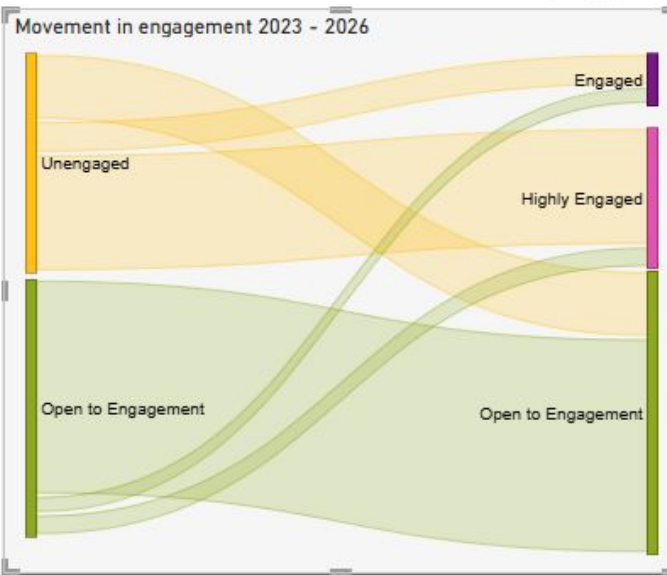 Movement in engagement 2023 - 2026
Engaged
Unengaged
Highly Engaged
Open to Engagement
Open to Engagement